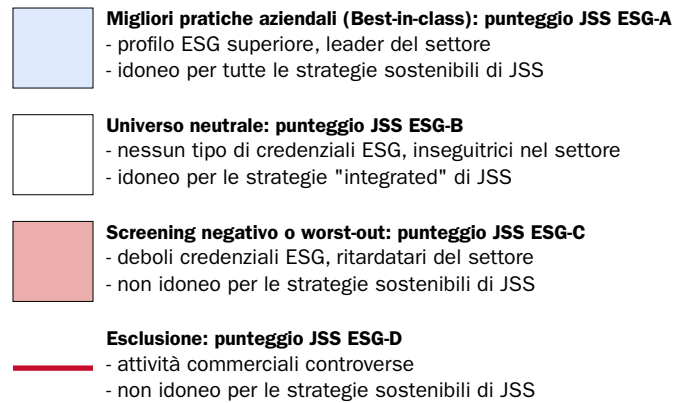 Migliori pratiche aziendali (Best-in-class): punteggio JSS ESG-A
- profilo ESG superiore, leader del settore
- idoneo per tutte le strategie sostenibili di JSS
Universo neutrale: punteggio JSS ESG-B
- nessun tipo di credenziali ESG, inseguitrici nel settore
- idoneo per le strategie "integrated" di JSS
Screening negativo o worst-out: punteggio JSS ESG-C
- deboli credenziali ESG, ritardatari del settore
- non idoneo per le strategie sostenibili di JSS
Esclusione: punteggio JSS ESG-D
- attività commerciali controverse
- non idoneo per le strategie sostenibili di JSS